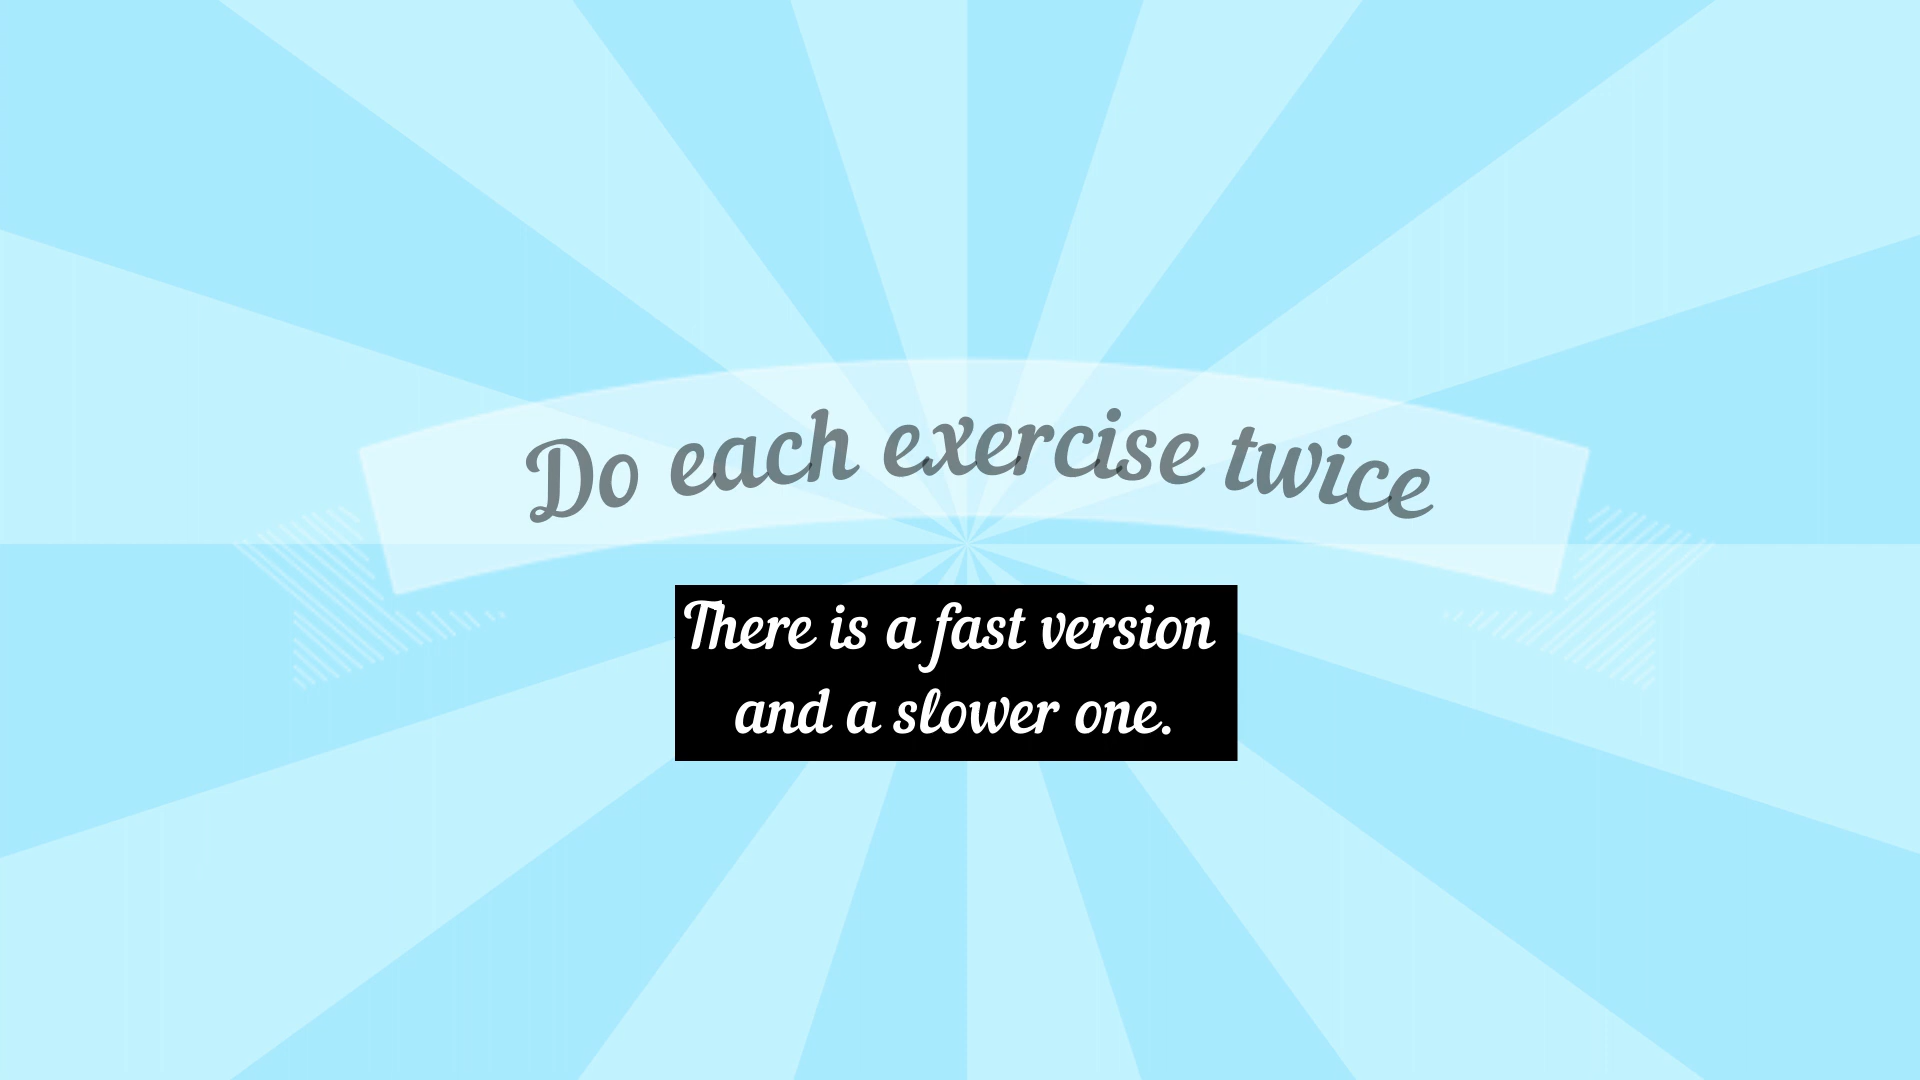 Do each exercise twice
There is a fast version
and a slower one.